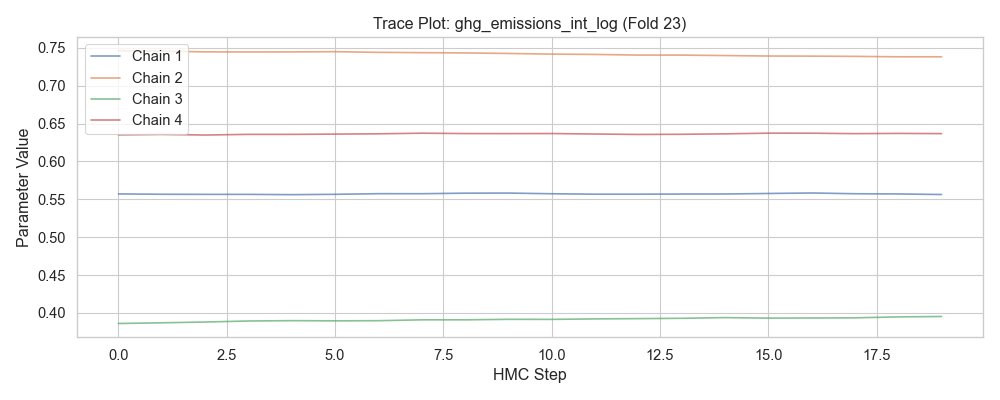 Trace Plot: ghg_emissions_int_log (Fold 23)
Chain 1
Chain 2
Chain 3
Chain 4
Parameter Value
0.75
0.70
0.65
0.60
0.55
0.50
0.45
0.40
0.0 2.5 5.0 7.5 10.0 12.5 15.0 17.5
HMC Step